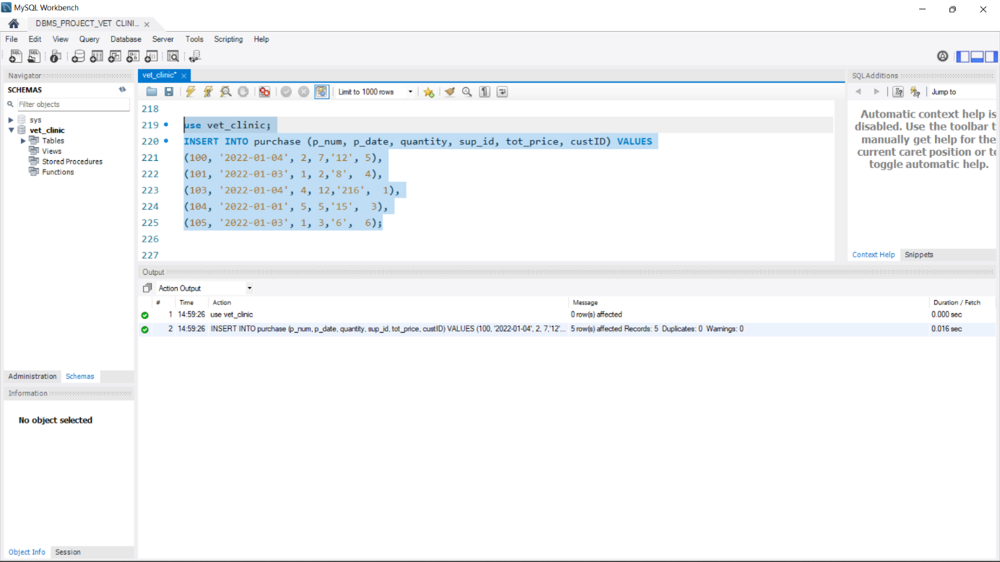 MySQL Workbench
DBMS_PROJECT_VET CLINI... ×
File Edit View Query Database Server Tools Scripting Help
Navigator
SCHEMAS
Filter objects
sys
vet_clinic
Tables
Views
Stored Procedures
Functions
Administration Schemas
Information
No object selected
Object Info Session
vet_clinic* ×
Limit to 1000 rows
218
219 use vet_clinic;
220 INSERT INTO purchase (p_num, p_date, quantity, sup_id, tot_price, custID) VALUES
221 (100, '2022-01-04', 2, 7,'12', 5),
222 (101, '2022-01-03', 1, 2,'8', 4),
223 (103, '2022-01-04', 4, 12,'216', 1),
224 (104, '2022-01-01', 5, 5,'15', 3),
225 (105, '2022-01-03', 1, 3,'6', 6);
226
227
SQLAdditions
Jump to
Automatic context help is
disabled. Use the toolbar t
manually get help for the
current caret position or to
toggle automatic help.
Context Help Snippets
Output
Action Output
# Time Action Message Duration / Fetch
1 14:59:26 use vet_clinic 0 row(s) affected 0.000 sec
2 14:59:26 INSERT INTO purchase (p_num, p_date, quantity, sup_id, tot_price, custID) VALUES (100, '2022-01-04', 2, 7,'12'... 5 row(s) affected Records: 5 Duplicates: 0 Warnings: 0 0.016 sec